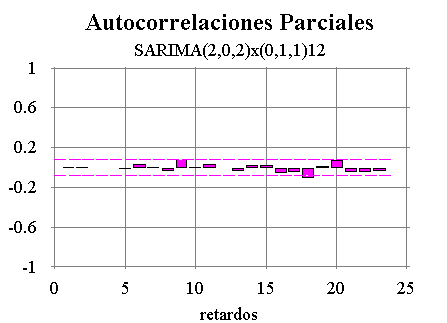 Autocorrelaciones Parciales
SARIMA(2,0,2)x(0,1,1)12
1
0.6
0.2
-0.2
-0.6
-1
0 5 10 15 20 25
retardos